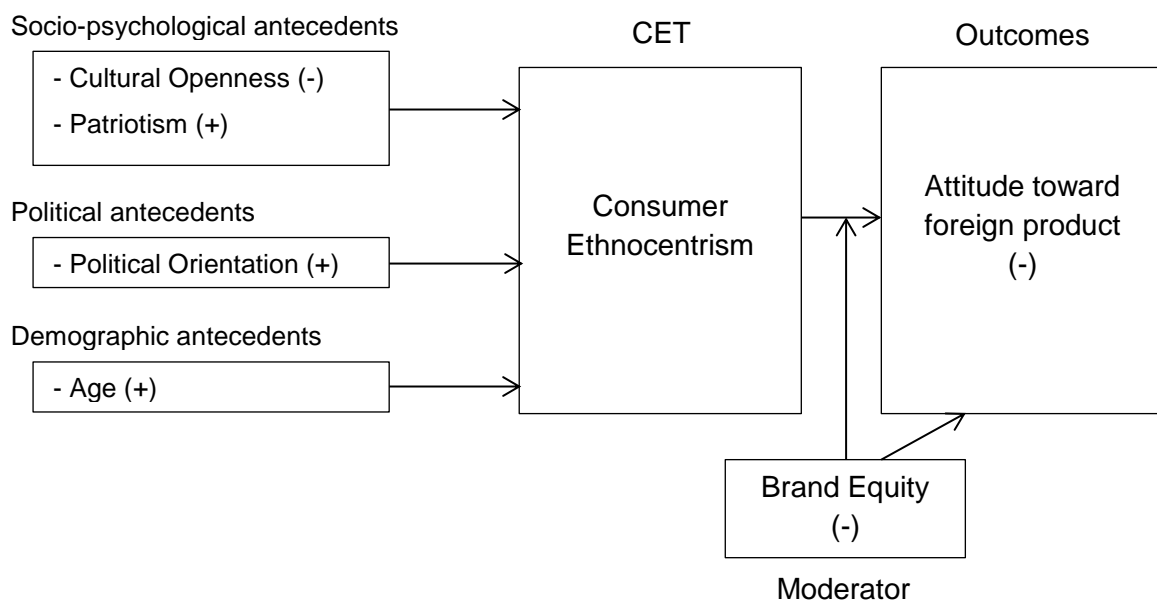 Socio-psychological antecedents
- Cultural Openness (-)
- Patriotism (+)
Political antecedents
- Political Orientation (+)
Demographic antecedents
- Age (+)
CET
Consumer
Ethnocentrism
Outcomes
Attitude toward
foreign product
(-)
Brand Equity
(-)
Moderator